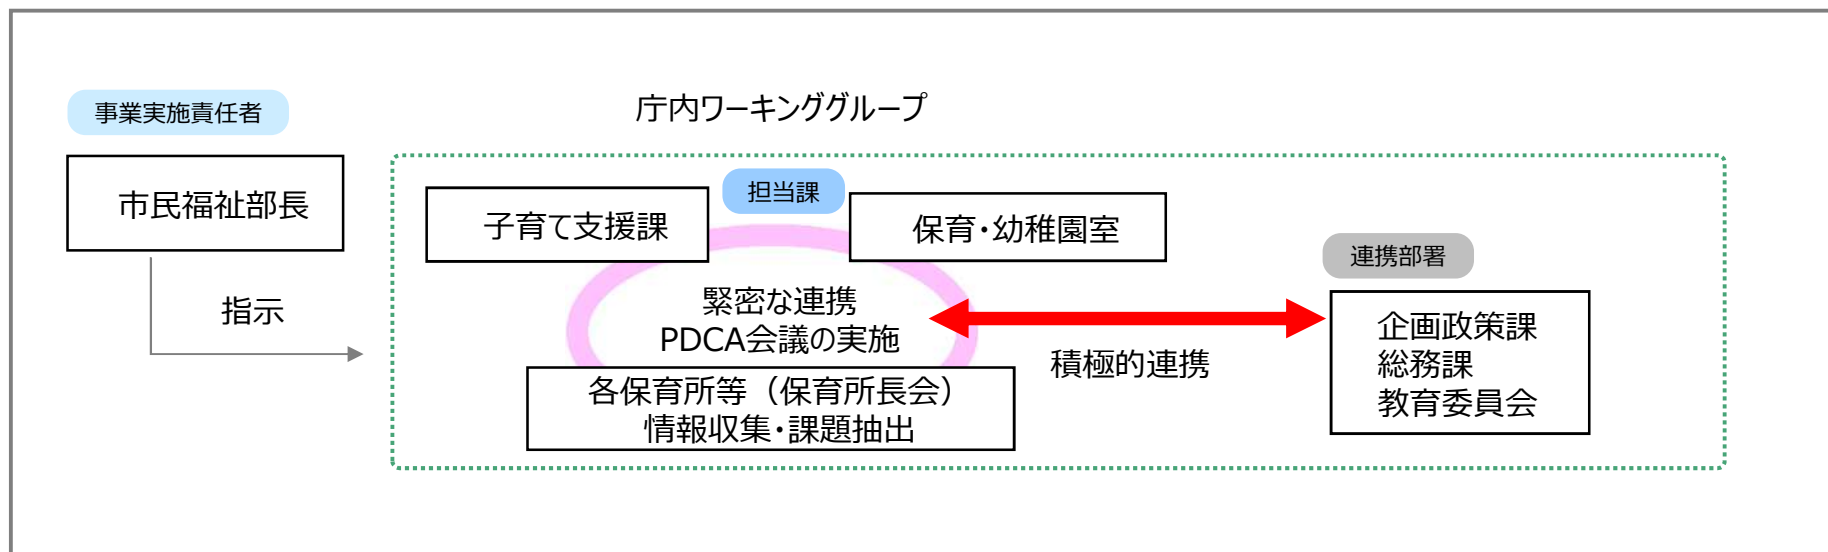 事業実施責任者
市民福祉部長
指示
庁内ワーキンググループ
担当課
子育て支援課
保育・幼稚園室
緊密な連携
PDCA会議の実施
各保育所等（保育所長会）
情報収集・課題抽出
積極的連携
連携部署
企画政策課
総務課
教育委員会